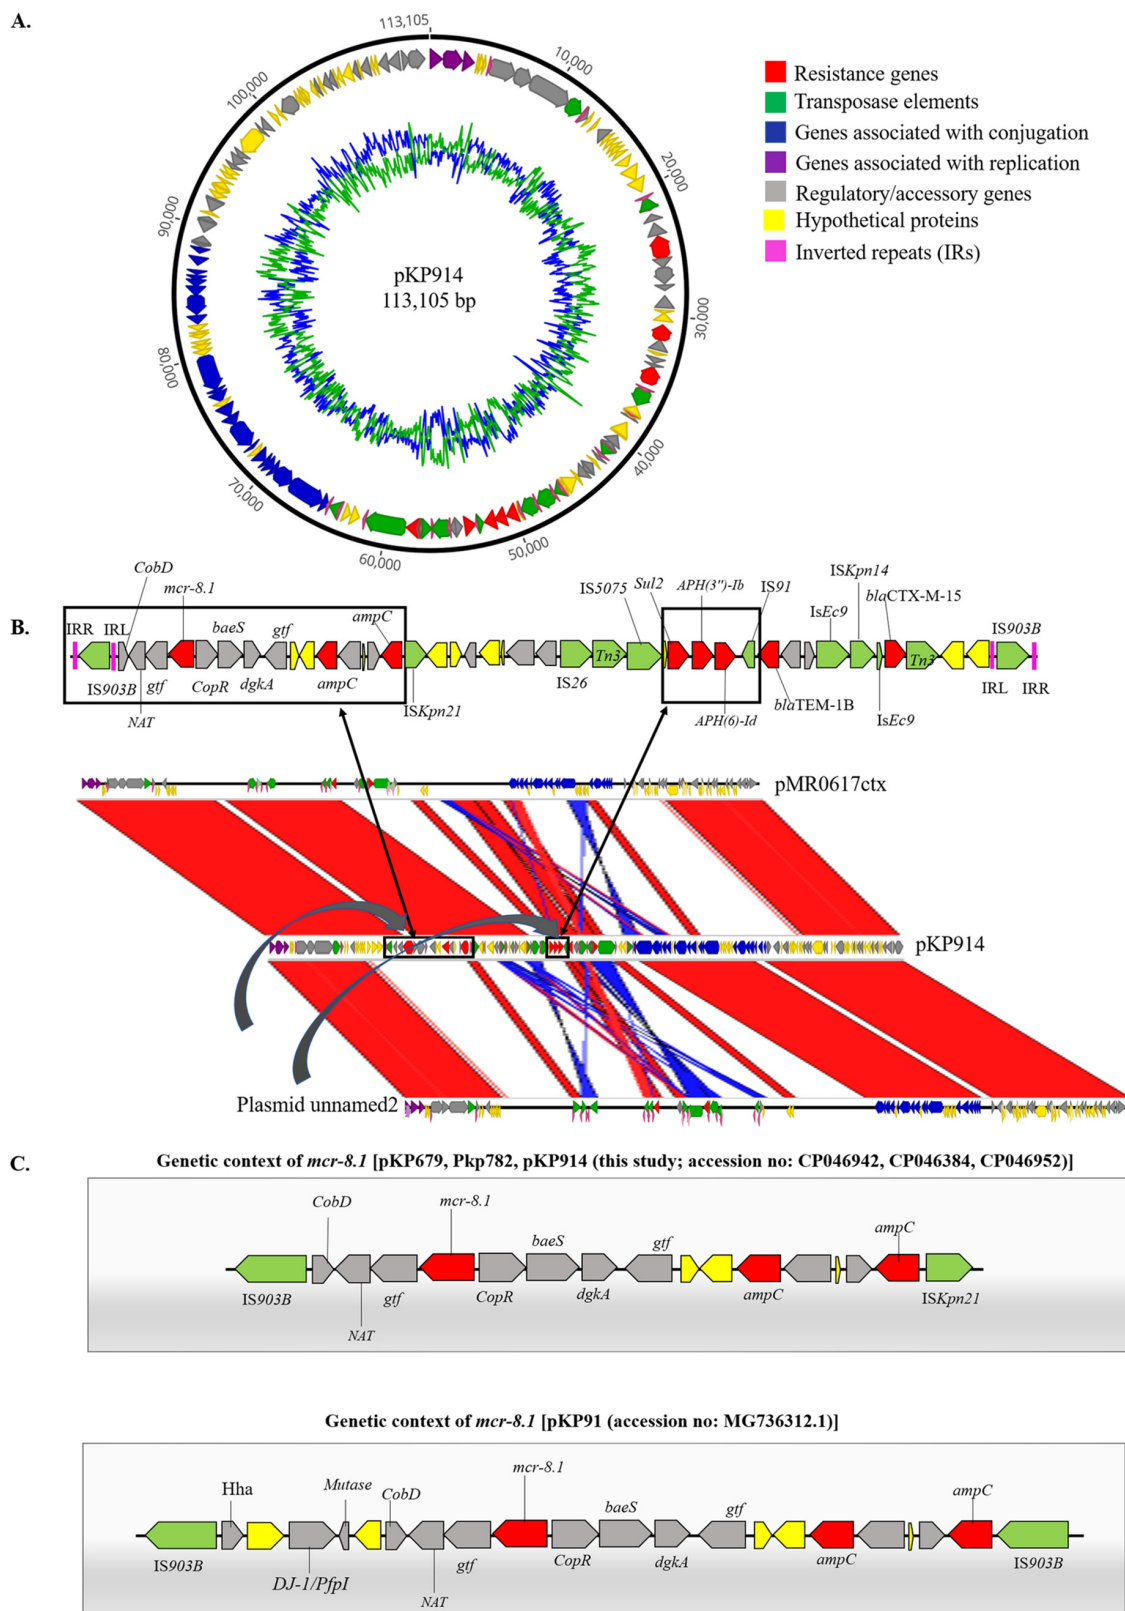 A.
113,105
10,000
20,000
30,000
40,000
50,000
60,000
70,000
80,000
90,000
100,000
pKP914
113,105 bp
Resistance genes
Transposase elements
Genes associated with conjugation
Genes associated with replication
Regulatory/accessory genes
Hypothetical proteins
Inverted repeats (IRs)
B.
CobD
mcr-8.1
IRR
IRL
baeS
gtf
ampC
IS5075
Sul2
APH(3")-Ib
IS91
IsEc9
ISKpn14
blaCTX-M-15
IS903B
Tn3
Tn3
IS903B
gtf
CopR
dgkA
ampC
NAT
ISKpn21
IS26
APH(6)-Id
blaTEM-1B
IsEc9
IRL
IRR
pMR0617ctx
pKP914
Plasmid unnamed2
C.
Genetic context of mcr-8.1 [pKP679, Pkp782, pKP914 (this study; accession no: CP046942, CP046384, CP046952)]
CobD
mcr-8.1
baeS
gtf
ampC
IS903B
gtf
CopR
dgkA
ampC
ISKpn21
NAT
Genetic context of mcr-8.1 [pKP91 (accession no: MG736312.1)]
Hha
Mutase
CobD
mcr-8.1
baeS
gtf
ampC
IS903B
DJ-1/PfpI
NAT
gtf
CopR
dgkA
ampC
IS903B